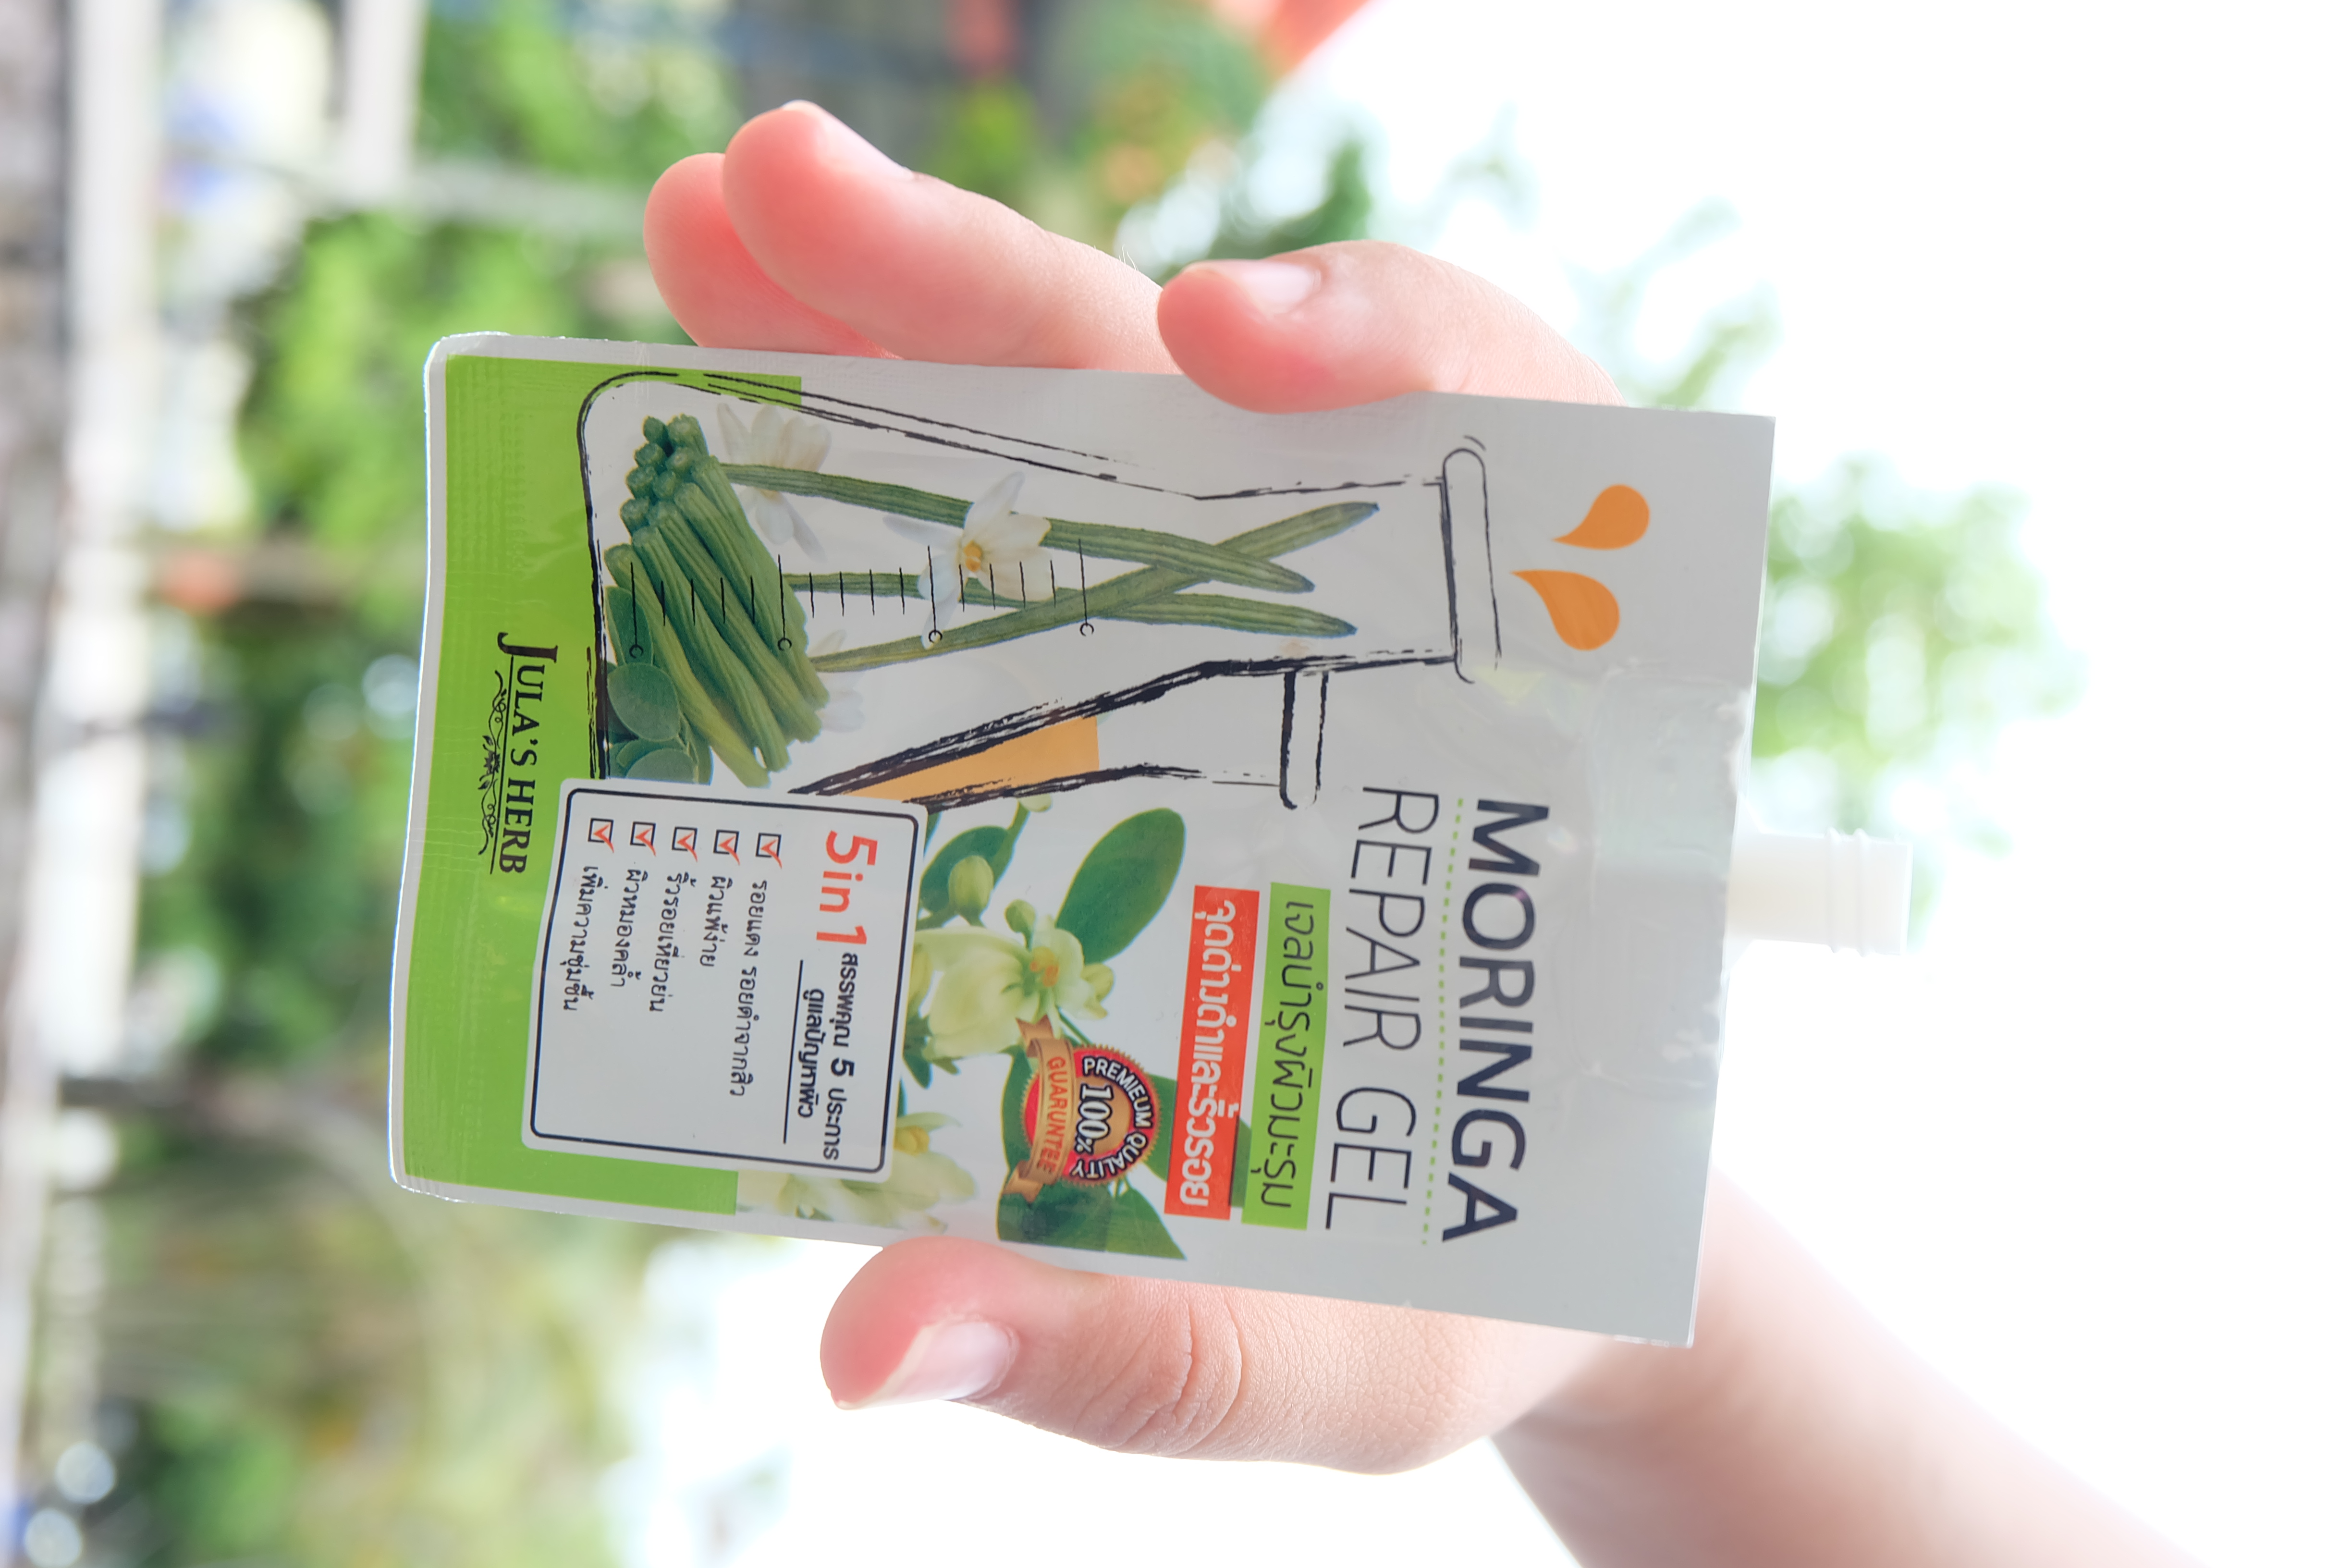 MORINGA
REPAIR GEL
เจลบำรุงผิวมะรุม
จุดด่างดำและริ้วรอย
PREMIEUM QUALITY
100%
GUARUNTEE
5in1 สรรพคุณ 5 ประการ
ดูแลปัญหาผิว
รอยแดง รอยดำจากสิว
ผิวแพ้ง่าย
ริ้วรอยเหี่ยวย่น
ผิวหมองคล้ำ
เพิ่มความชุ่มชื้น
JULA'S HERB